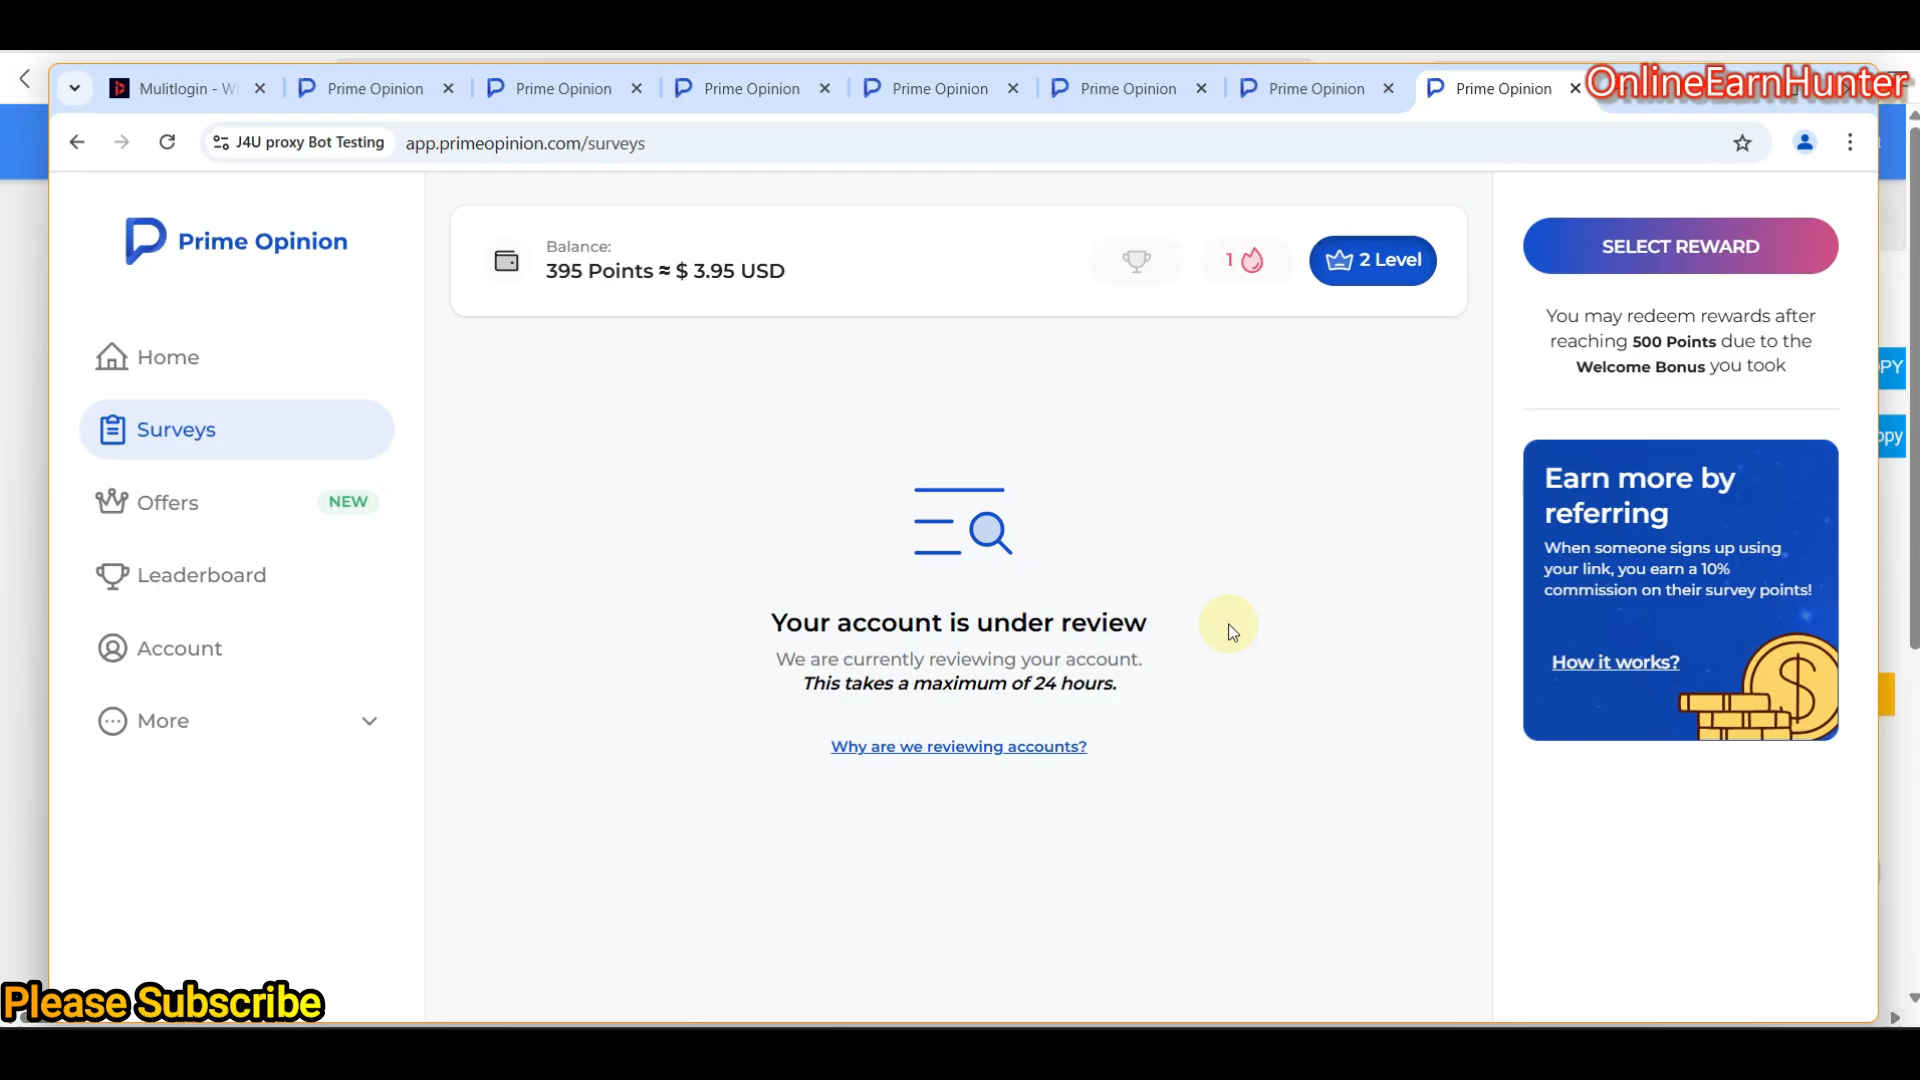 OnlineEarnHunter
Mulitlogin - W
Prime Opinion
Prime Opinion
Prime Opinion
Prime Opinion
Prime Opinion
Prime Opinion
Prime Opinion
J4U proxy Bot Testing
app.primeopinion.com/surveys
Prime Opinion
Home
Surveys
Offers
NEW
Leaderboard
Account
More
Balance:
395 Points ≈ $ 3.95 USD
1
2 Level
Your account is under review
We are currently reviewing your account.
This takes a maximum of 24 hours.
Why are we reviewing accounts?
SELECT REWARD
You may redeem rewards after
reaching 500 Points due to the
Welcome Bonus you took
Earn more by
referring
When someone signs up using
your link, you earn a 10%
commission on their survey points!
How it works?
PY
opy
Please Subscribe